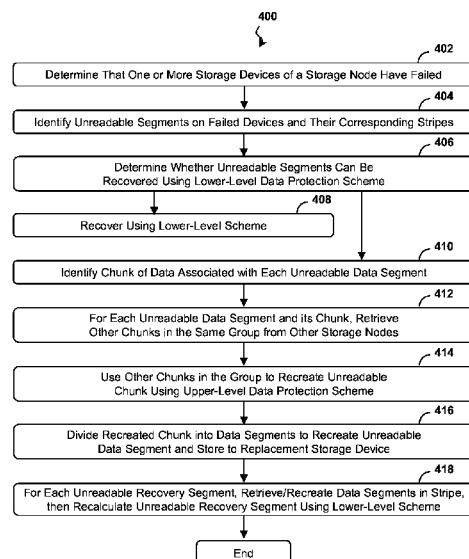 400
402
Determine That One or More Storage Devices of a Storage Node Have Failed
404
Identify Unreadable Segments on Failed Devices and Their Corresponding Stripes
406
Determine Whether Unreadable Segments Can Be
Recovered Using Lower-Level Data Protection Scheme
408
Recover Using Lower-Level Scheme
410
Identify Chunk of Data Associated with Each Unreadable Data Segment
412
For Each Unreadable Data Segment and its Chunk, Retrieve
Other Chunks in the Same Group from Other Storage Nodes
414
Use Other Chunks in the Group to Recreate Unreadable
Chunk Using Upper-Level Data Protection Scheme
416
Divide Recreated Chunk into Data Segments to Recreate Unreadable
Data Segment and Store to Replacement Storage Device
418
For Each Unreadable Recovery Segment, Retrieve/Recreate Data Segments in Stripe,
then Recalculate Unreadable Recovery Segment Using Lower-Level Scheme
End